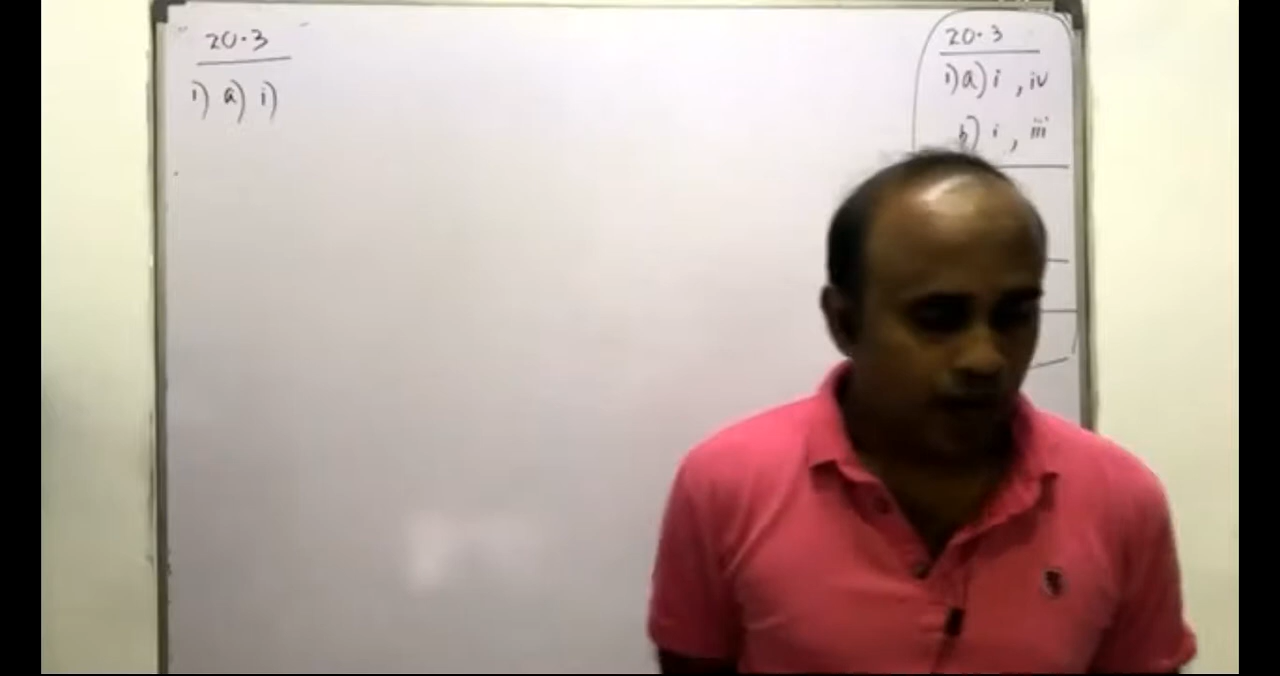 20.3
1) a) i)
20.3
1) a) i , iv
b) i , iii